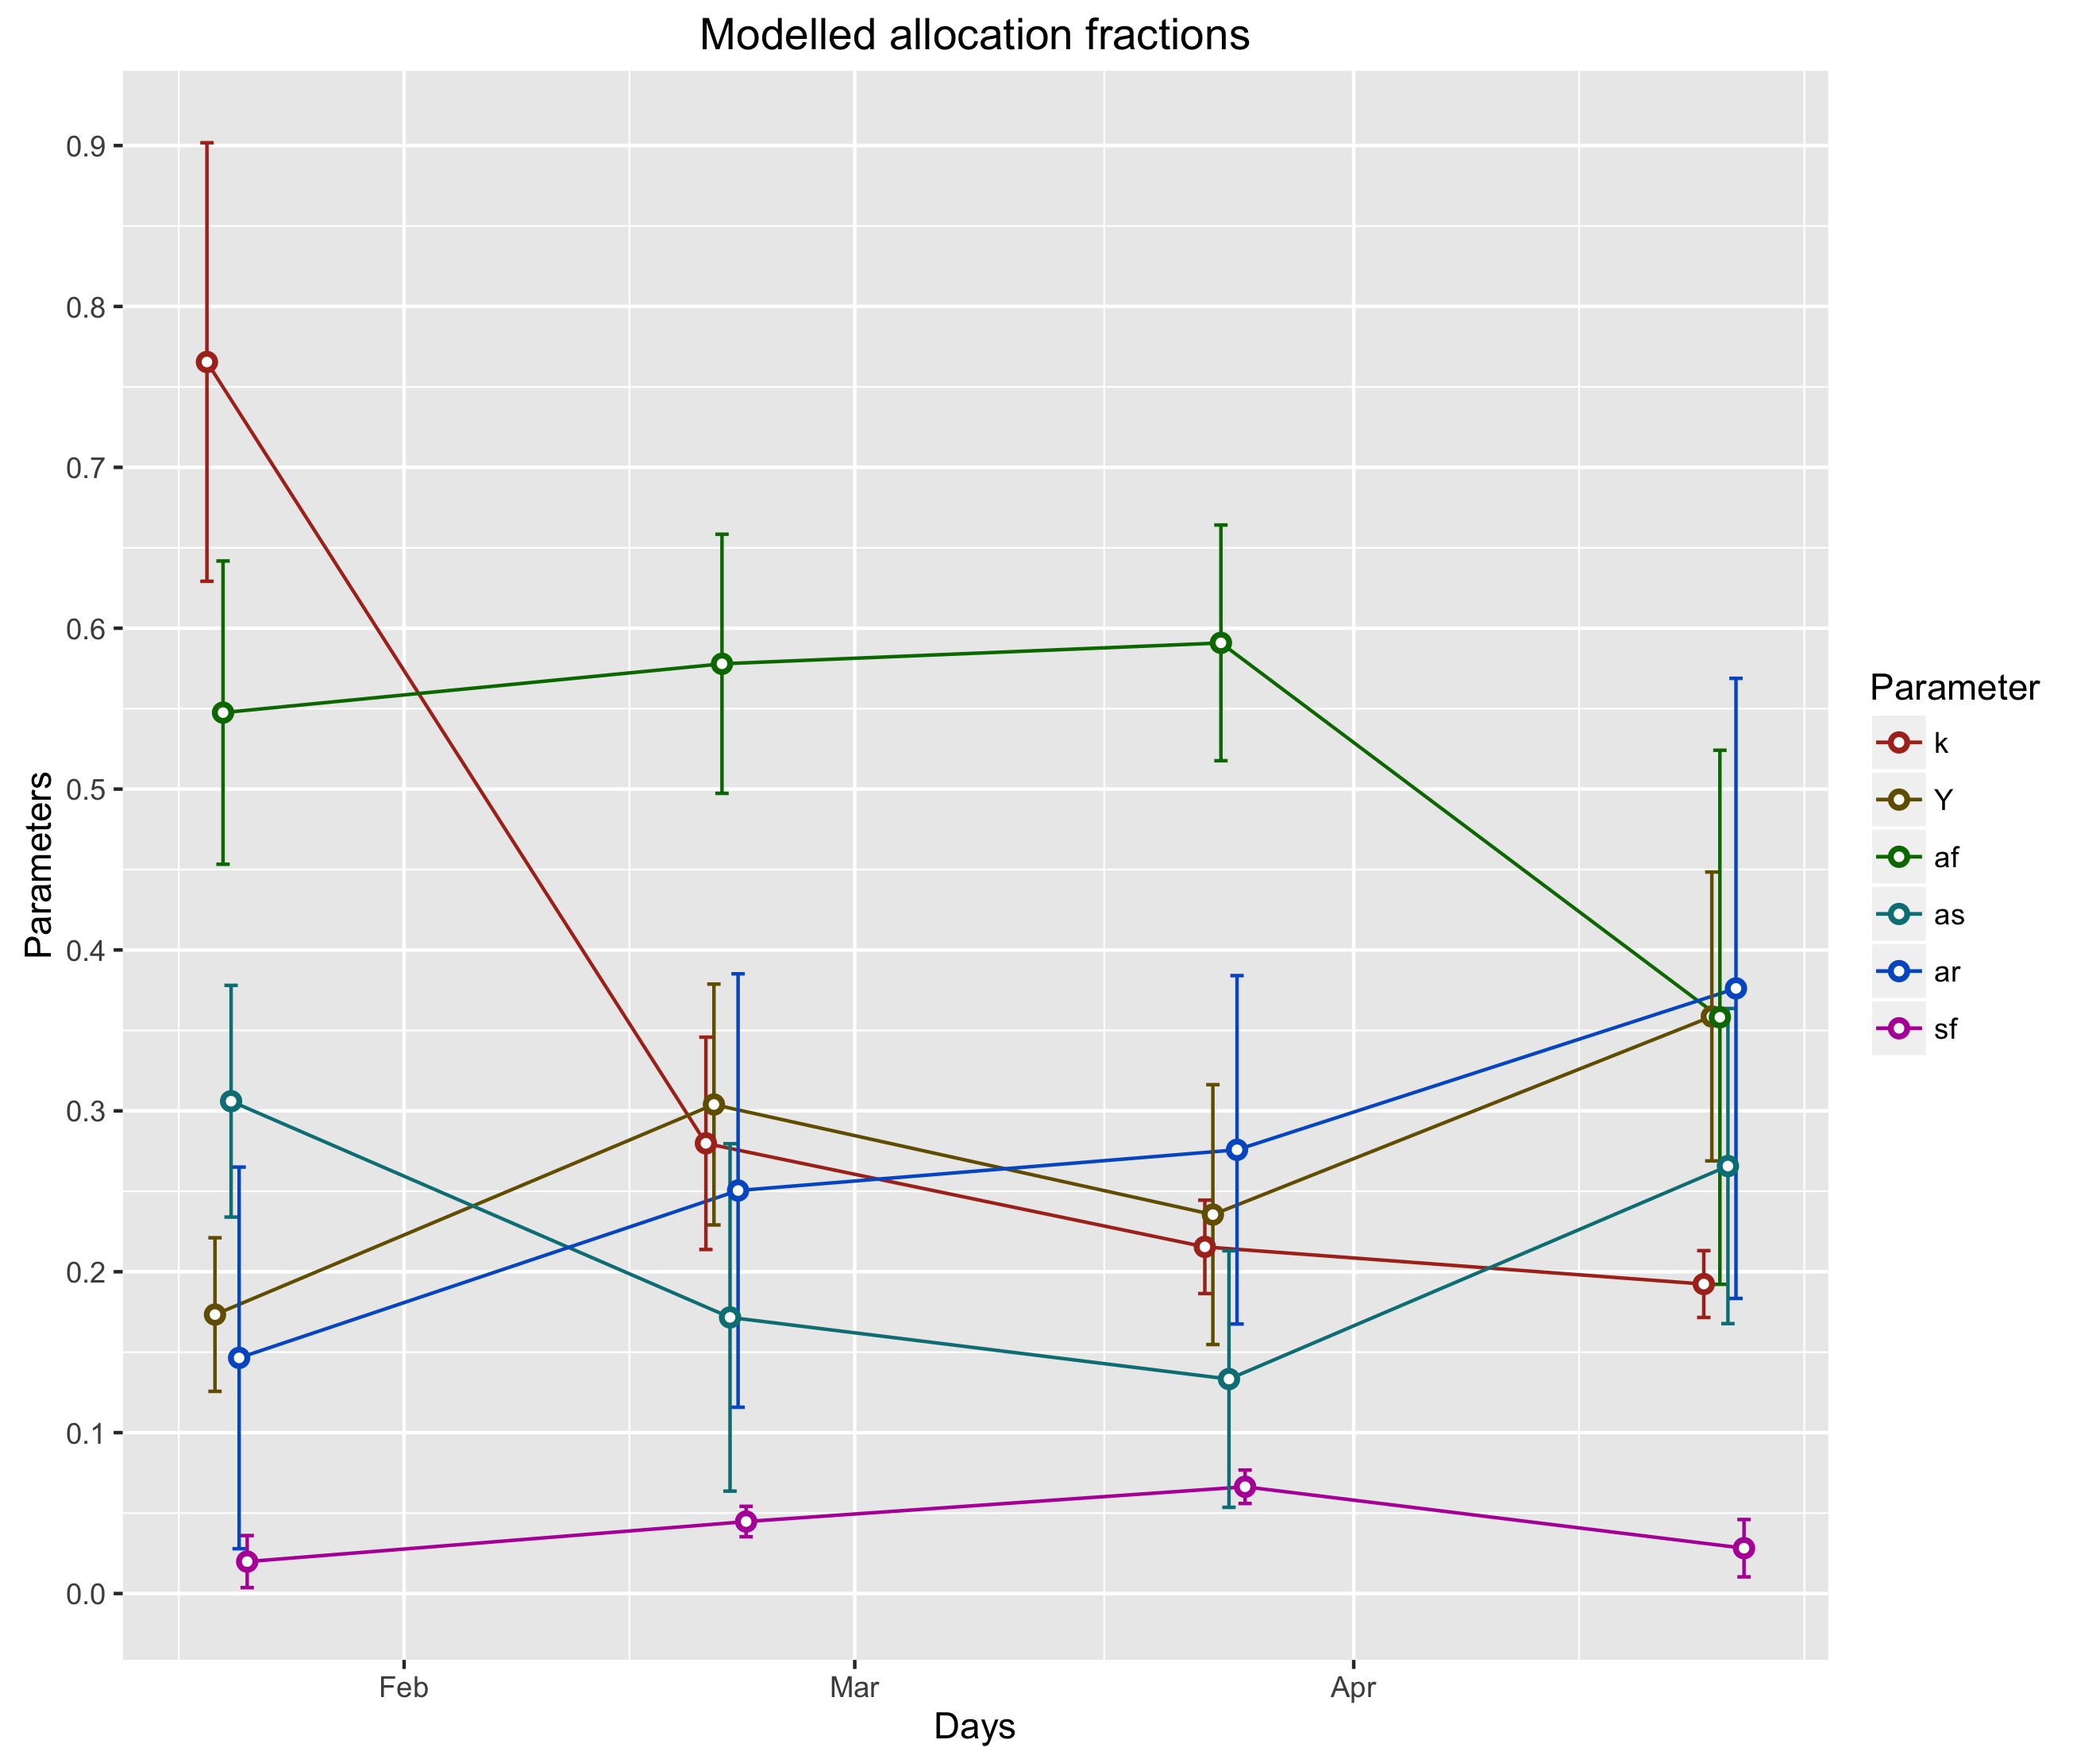 Modelled allocation fractions
Parameters
0.9
0.8
0.7
0.6
0.5
0.4
0.3
0.2
0.1
0.0
Feb Mar Apr
Days
Parameter
k
Y
af
as
ar
sf